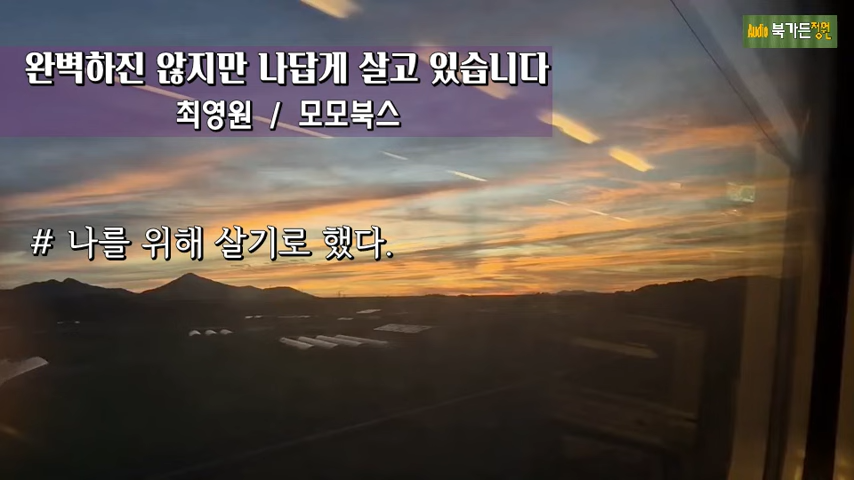 Audio 북가든정원
완벽하진 않지만 나답게 살고 있습니다
최영원 / 모모북스
# 나를 위해 살기로 했다.